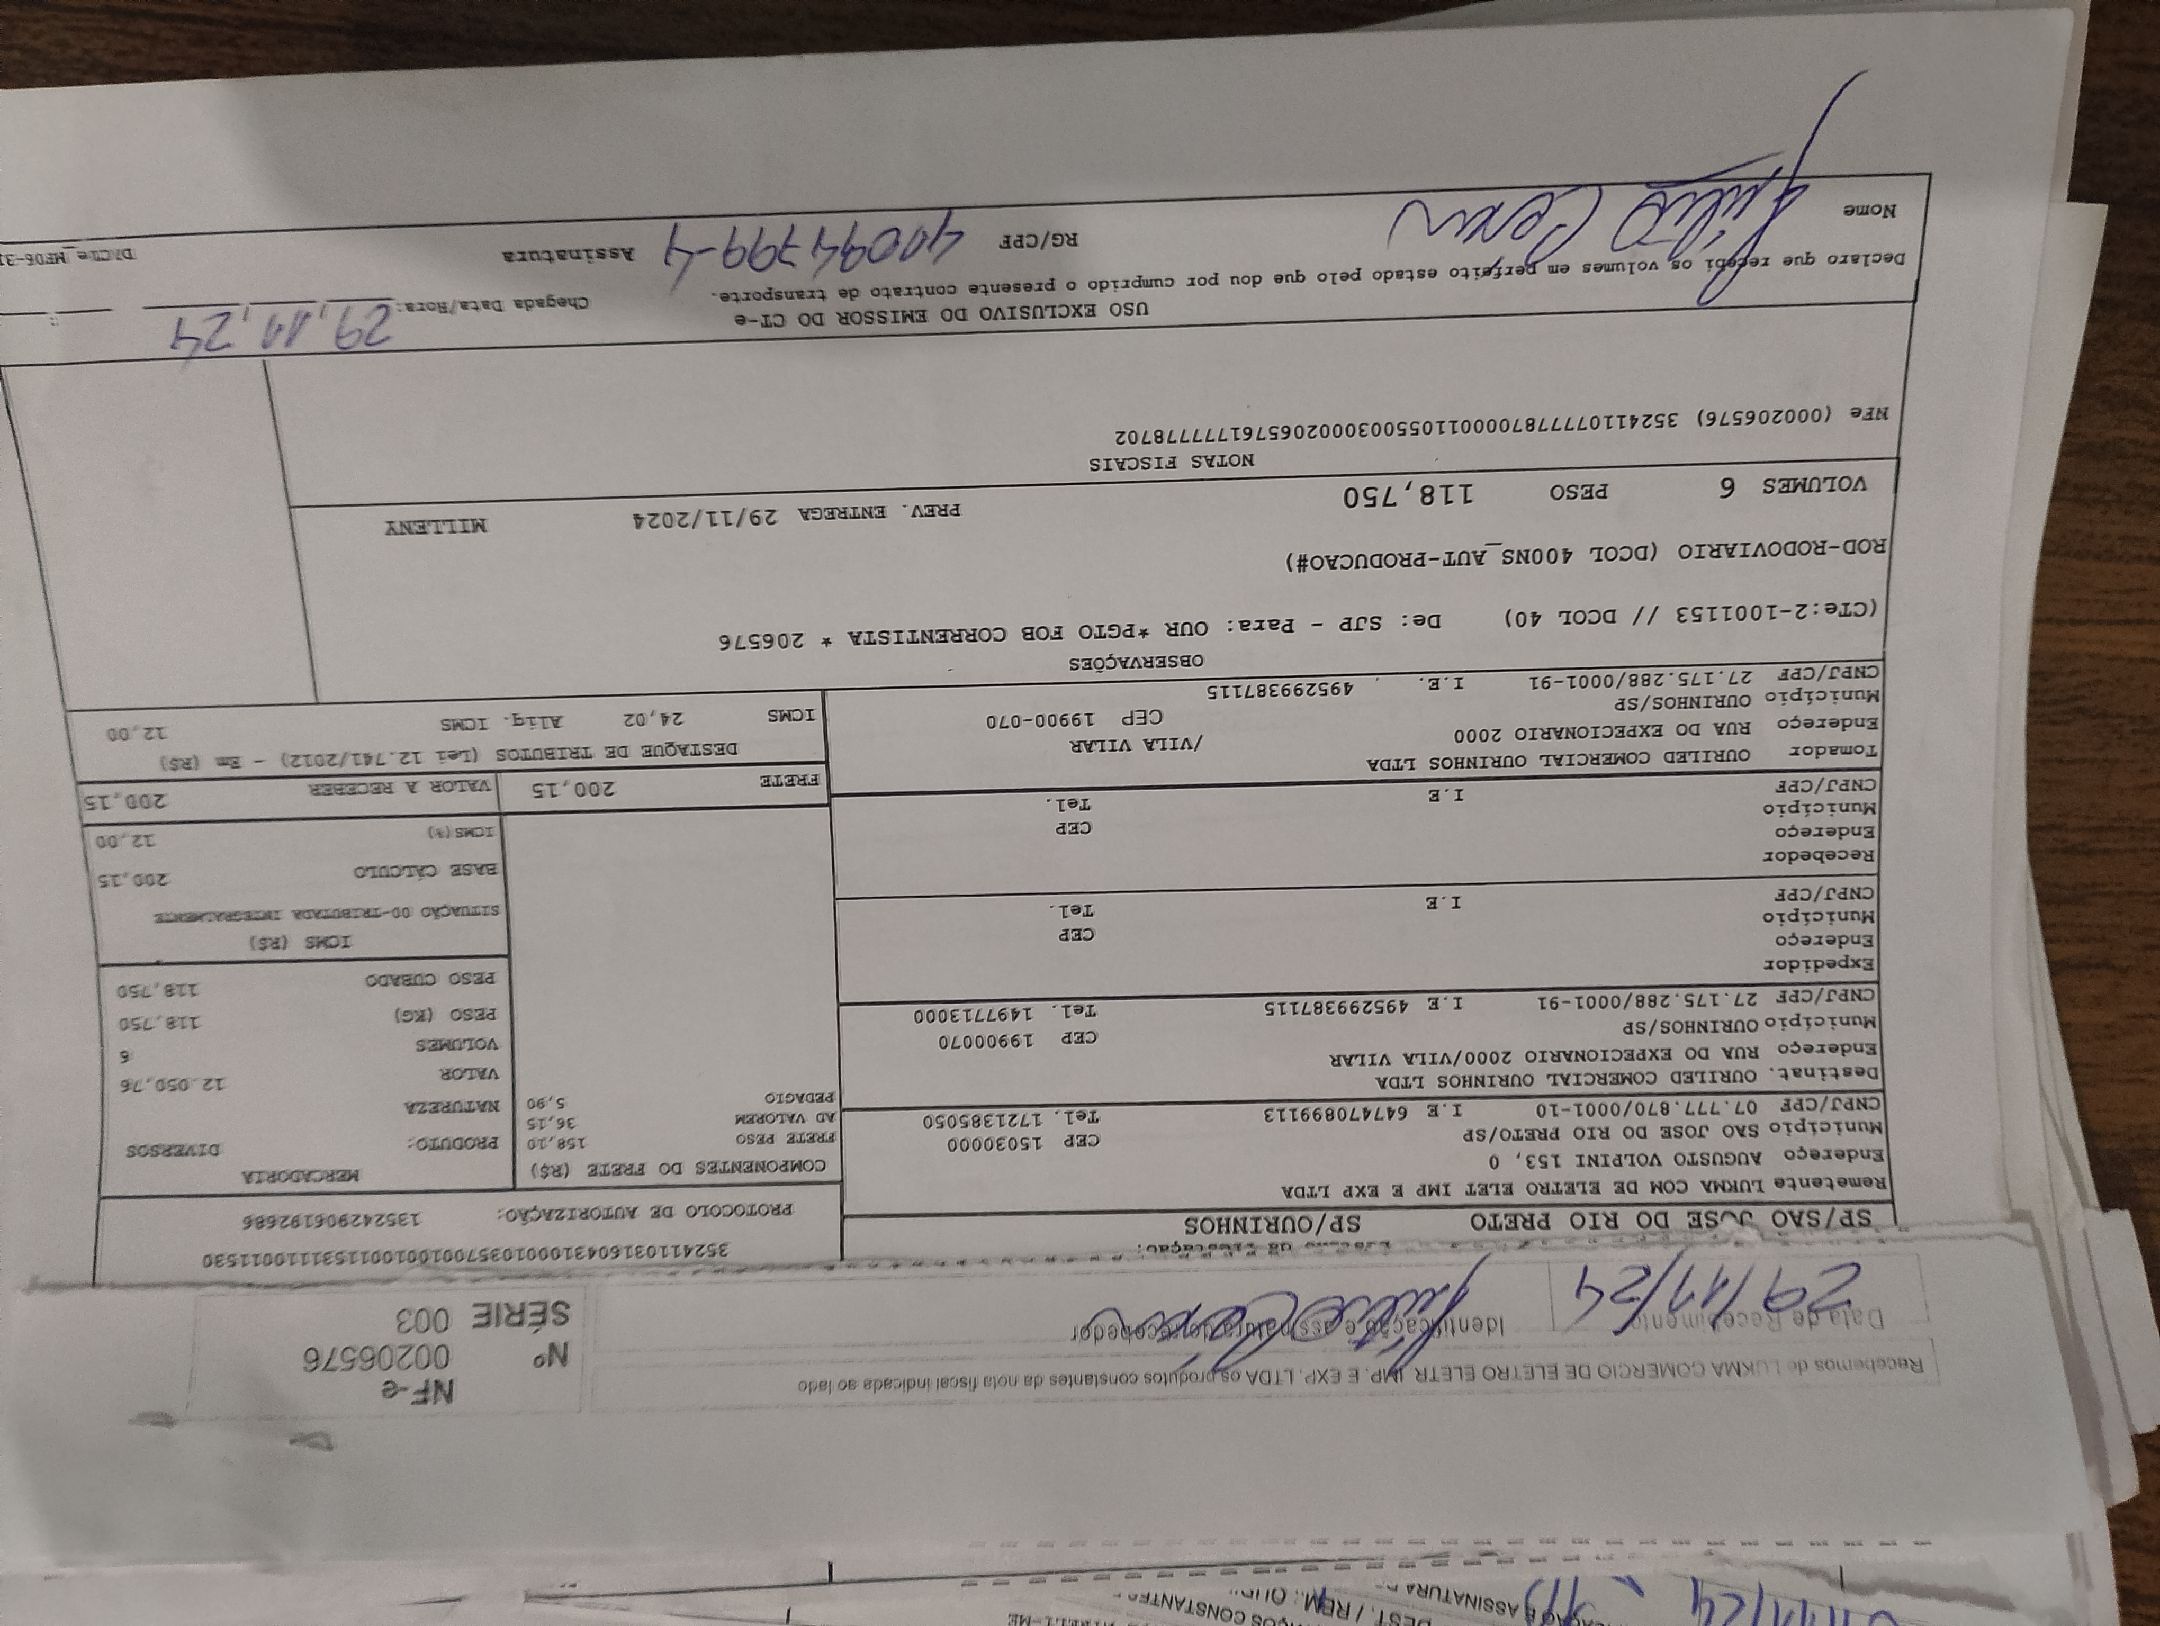 Recebemos de LUKMA COMERCIO DE ELETRO ELETR. IMP. E EXP. LTDA os produtos constantes da nota fiscal indicada ao lado
NF-e
Nº 00206576
SÉRIE 003
Data de Recebimento
29/11/24
Identificação e assinatura do recebedor
SP/SAO JOSE DO RIO PRETO SP/OURINHOS
Remetente LUKMA COM DE ELETRO ELET IMP E EXP LTDA
Endereço AUGUSTO VOLPINI 153, 0
Município SAO JOSE DO RIO PRETO/SP CEP 15030000
CNPJ/CPF 07.777.870/0001-10 I.E 647470899113 Tel. 1721385050
Destinat. OURILED COMERCIAL OURINHOS LTDA
Endereço RUA DO EXPECIONARIO 2000/VILA VILAR
Município OURINHOS/SP CEP 19900070
CNPJ/CPF 27.175.288/0001-91 I.E 495299387115 Tel. 1497713000
Expedidor
Endereço
Município CEP
CNPJ/CPF I.E Tel.
Recebedor
Endereço
Município CEP
CNPJ/CPF I.E Tel.
Tomador OURILED COMERCIAL OURINHOS LTDA
Endereço RUA DO EXPECIONARIO 2000 /VILA VILAR
Município OURINHOS/SP CEP 19900-070
CNPJ/CPF 27.175.288/0001-91 I.E. 495299387115
35241103160431000103570010010011531110011530
PROTOCOLO DE AUTORIZAÇÃO: 135242906192686
COMPONENTES DO FRETE (R$)
FRETE PESO 158,10
AD VALOREM 36,15
PEDAGIO 5,90
FRETE 200,15
MERCADORIA
PRODUTO: DIVERSOS
NATUREZA
VALOR 12.050,76
VOLUMES 6
PESO (KG) 118,750
PESO CUBADO 118,750
ICMS (R$)
SITUAÇÃO 00-TRIBUTADA INTEGRALMENTE
BASE CÁLCULO 200,15
ICMS(%) 12,00
VALOR A RECEBER 200,15
DESTAQUE DE TRIBUTOS (Lei 12.741/2012) - Em (R$)
ICMS 24,02 Aliq. ICMS 12,00
OBSERVAÇÕES
(CTe:2-1001153 // DCOL 40) De: SJP - Para: OUR *PGTO FOB CORRENTISTA * 206576
ROD-RODOVIARIO (DCOL 400NS_AUT-PRODUCAO#)
VOLUMES 6 PESO 118,750 PREV. ENTREGA 29/11/2024 MILLENY
NOTAS FISCAIS
NFe (000206576) 35241107777870000110550030002065761777778702
USO EXCLUSIVO DO EMISSOR DO CT-e
Declaro que recebi os volumes em perfeito estado pelo que dou por cumprido o presente contrato de transporte.
Chegada Data/Hora: 29,11,24
Nome RG/CPF 40094799-4 Assinatura